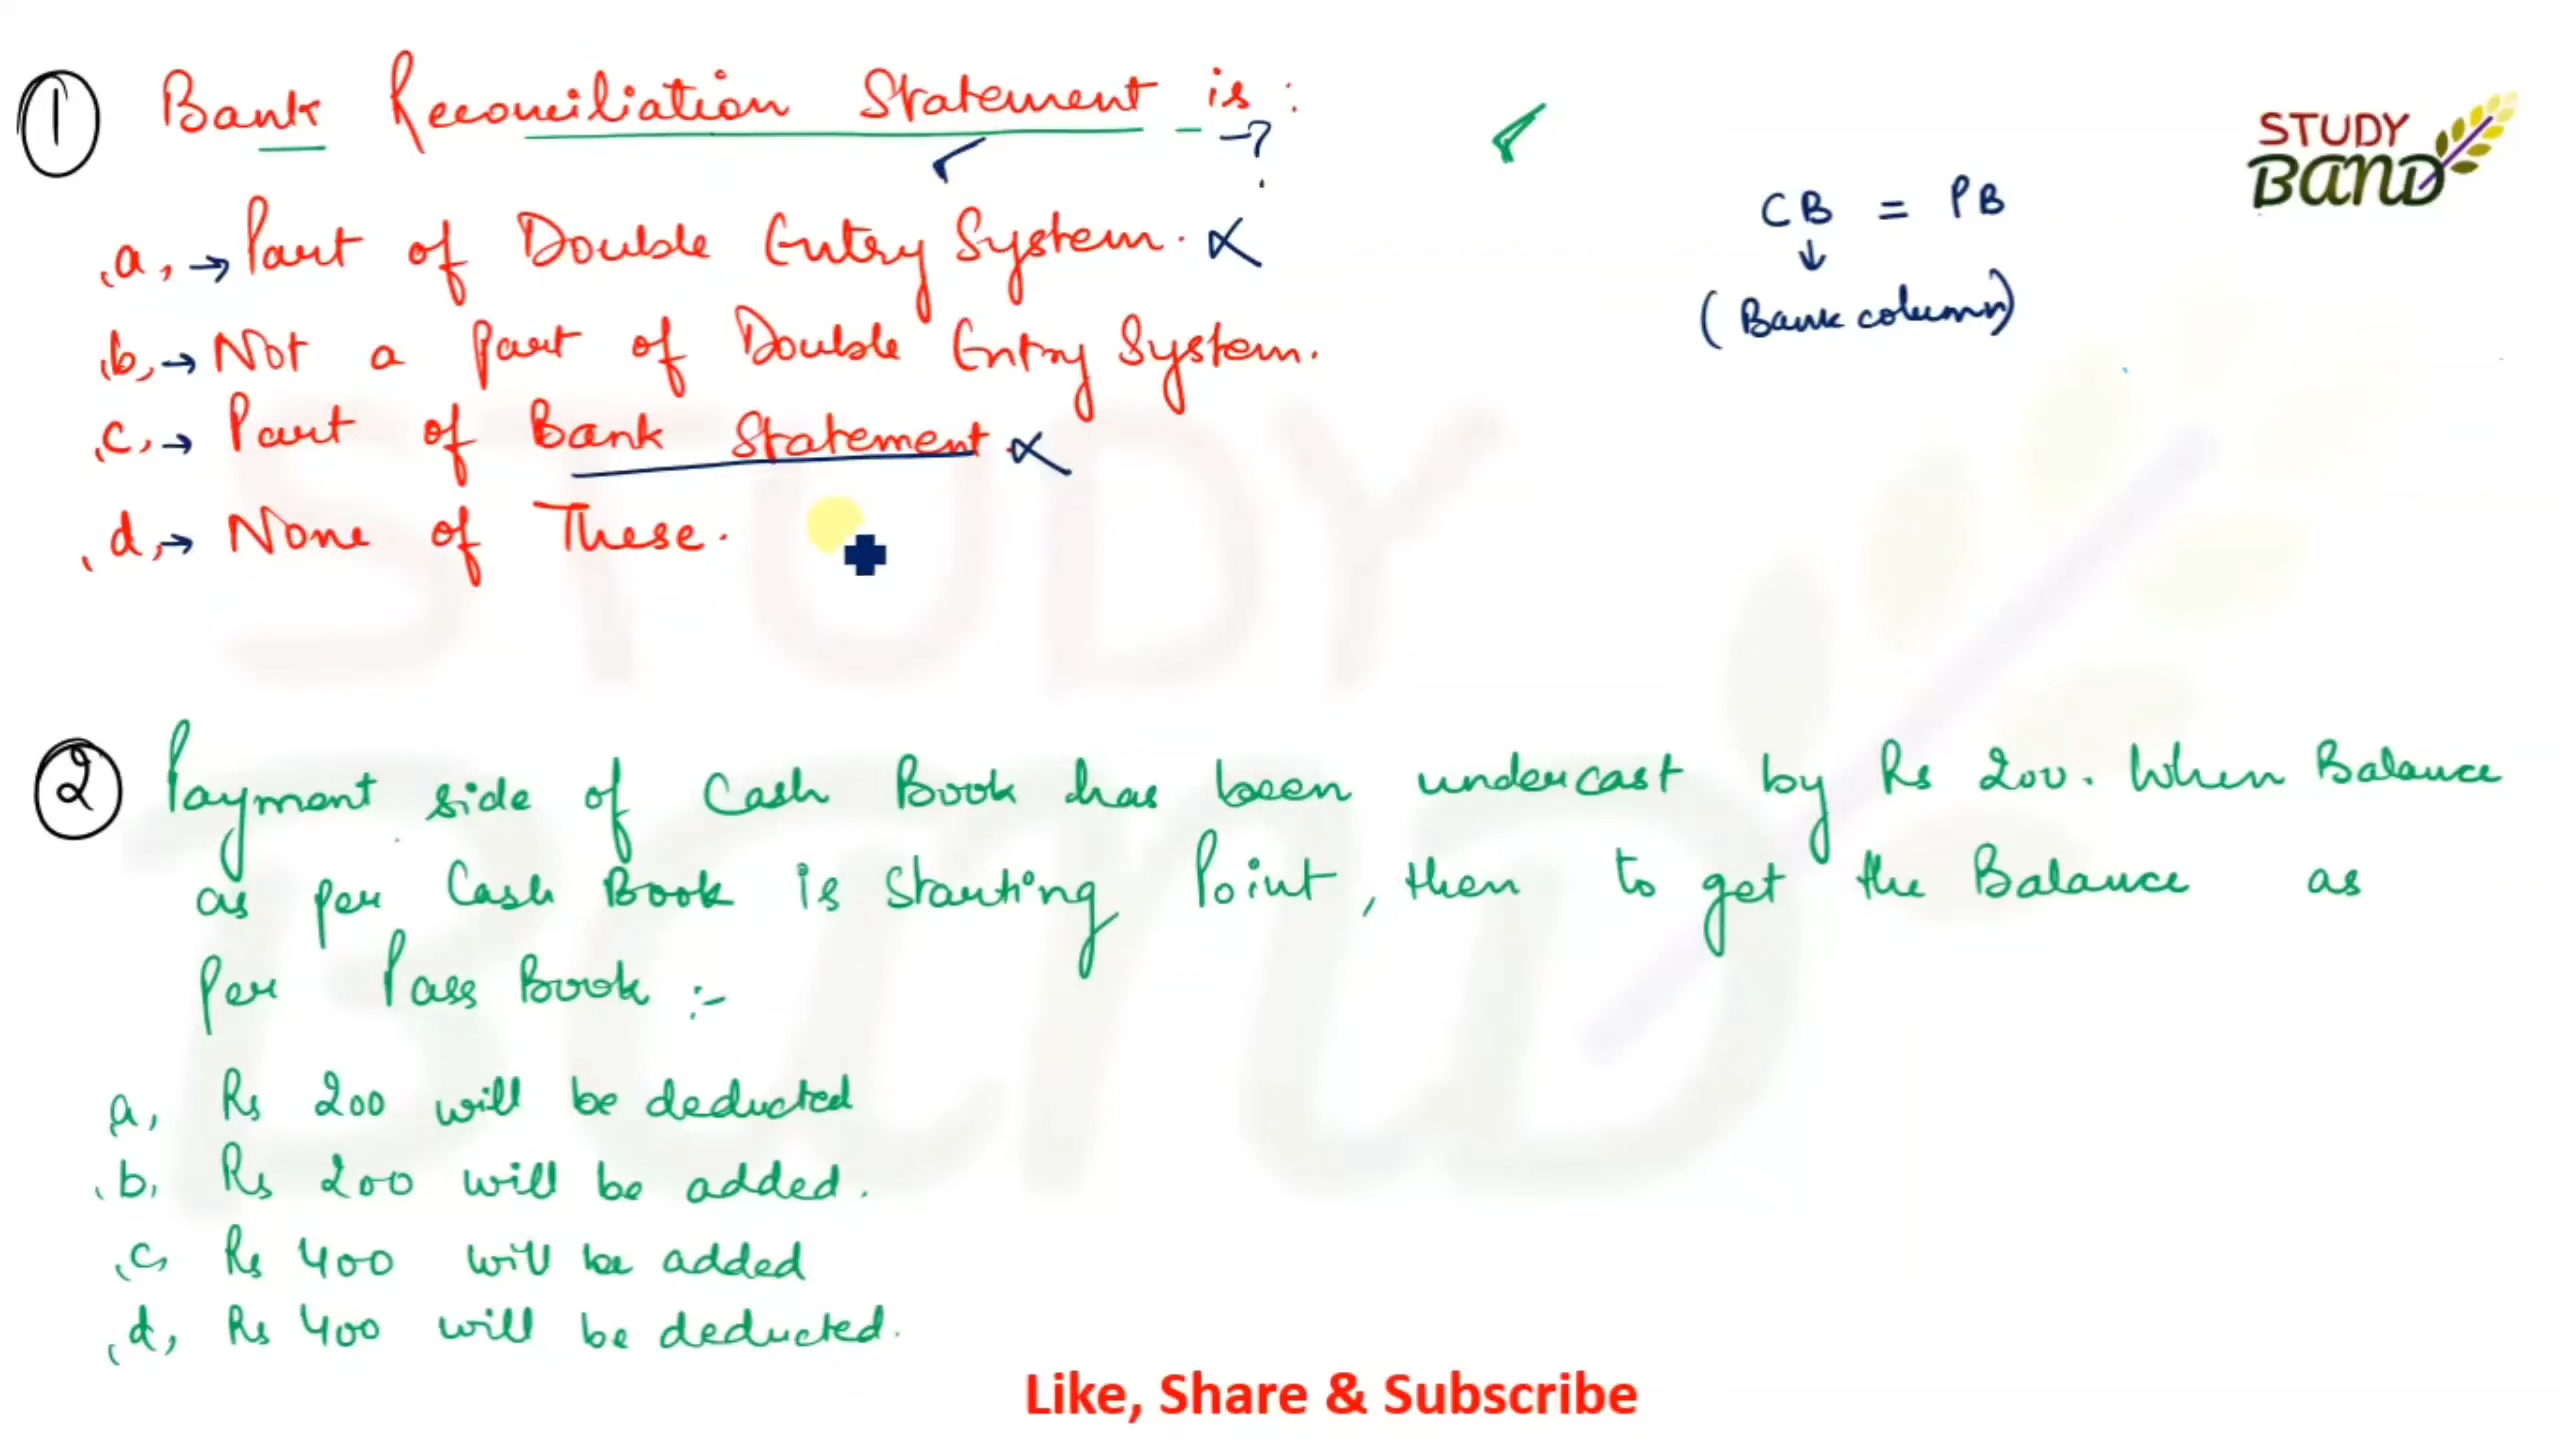 1 Bank Reconciliation Statement is : - ?
STUDY
BAND
CB = PB
↓
(Bank column)
a, → Part of Double Entry System. ×
b, → Not a Part of Double Entry System.
c, → Part of Bank Statement ×
d, → None of These.
2 Payment side of Cash Book has been undercast by Rs 200. When Balance
as per Cash Book is Starting Point, then to get the Balance as
Per Pass Book :-
a, Rs 200 will be deducted
b, Rs 200 will be added.
c, Rs 400 will be added
d, Rs 400 will be deducted.
Like, Share & Subscribe
STUDY
BAND